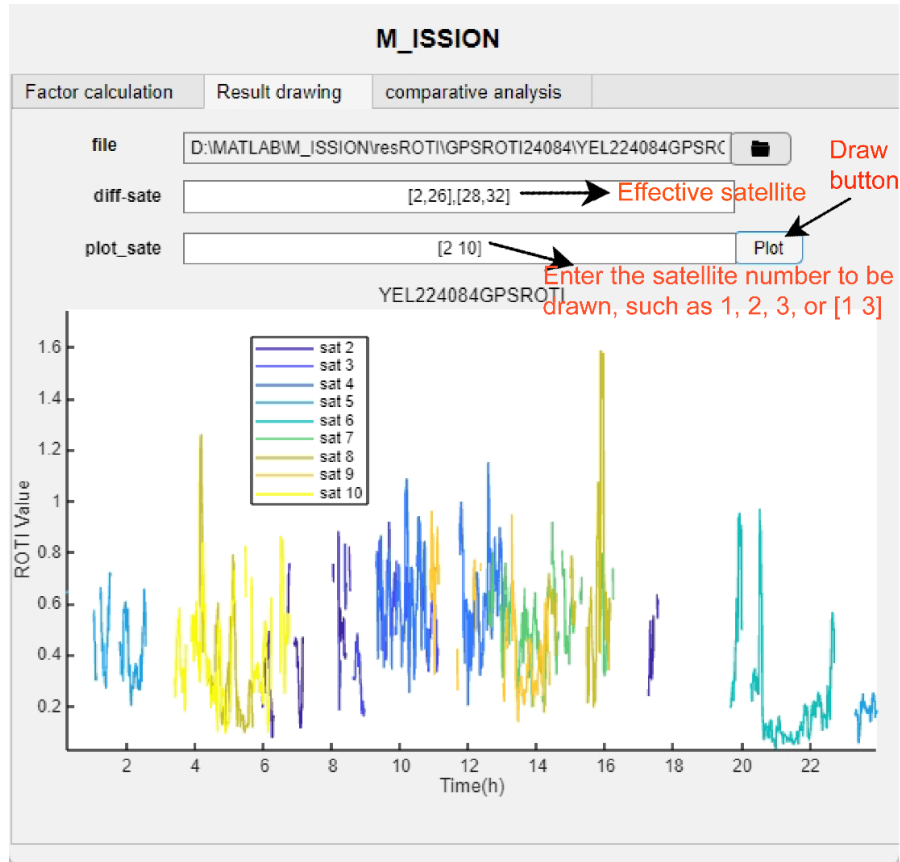 M_ISSION
Factor calculation Result drawing comparative analysis
file D:\MATLAB\M_ISSION\resROTI\GPSROTI24084\YEL224084GPSRO
Draw
button
diff-sate [2,26],[28,32] Effective satellite
plot_sate [2 10] Plot
Enter the satellite number to be
drawn, such as 1, 2, 3, or [1 3]
YEL224084GPSROTI
sat 2
sat 3
sat 4
sat 5
sat 6
sat 7
sat 8
sat 9
sat 10
ROTI Value
1.6
1.4
1.2
1
0.8
0.6
0.4
0.2
2 4 6 8 10 12 14 16 18 20 22
Time(h)